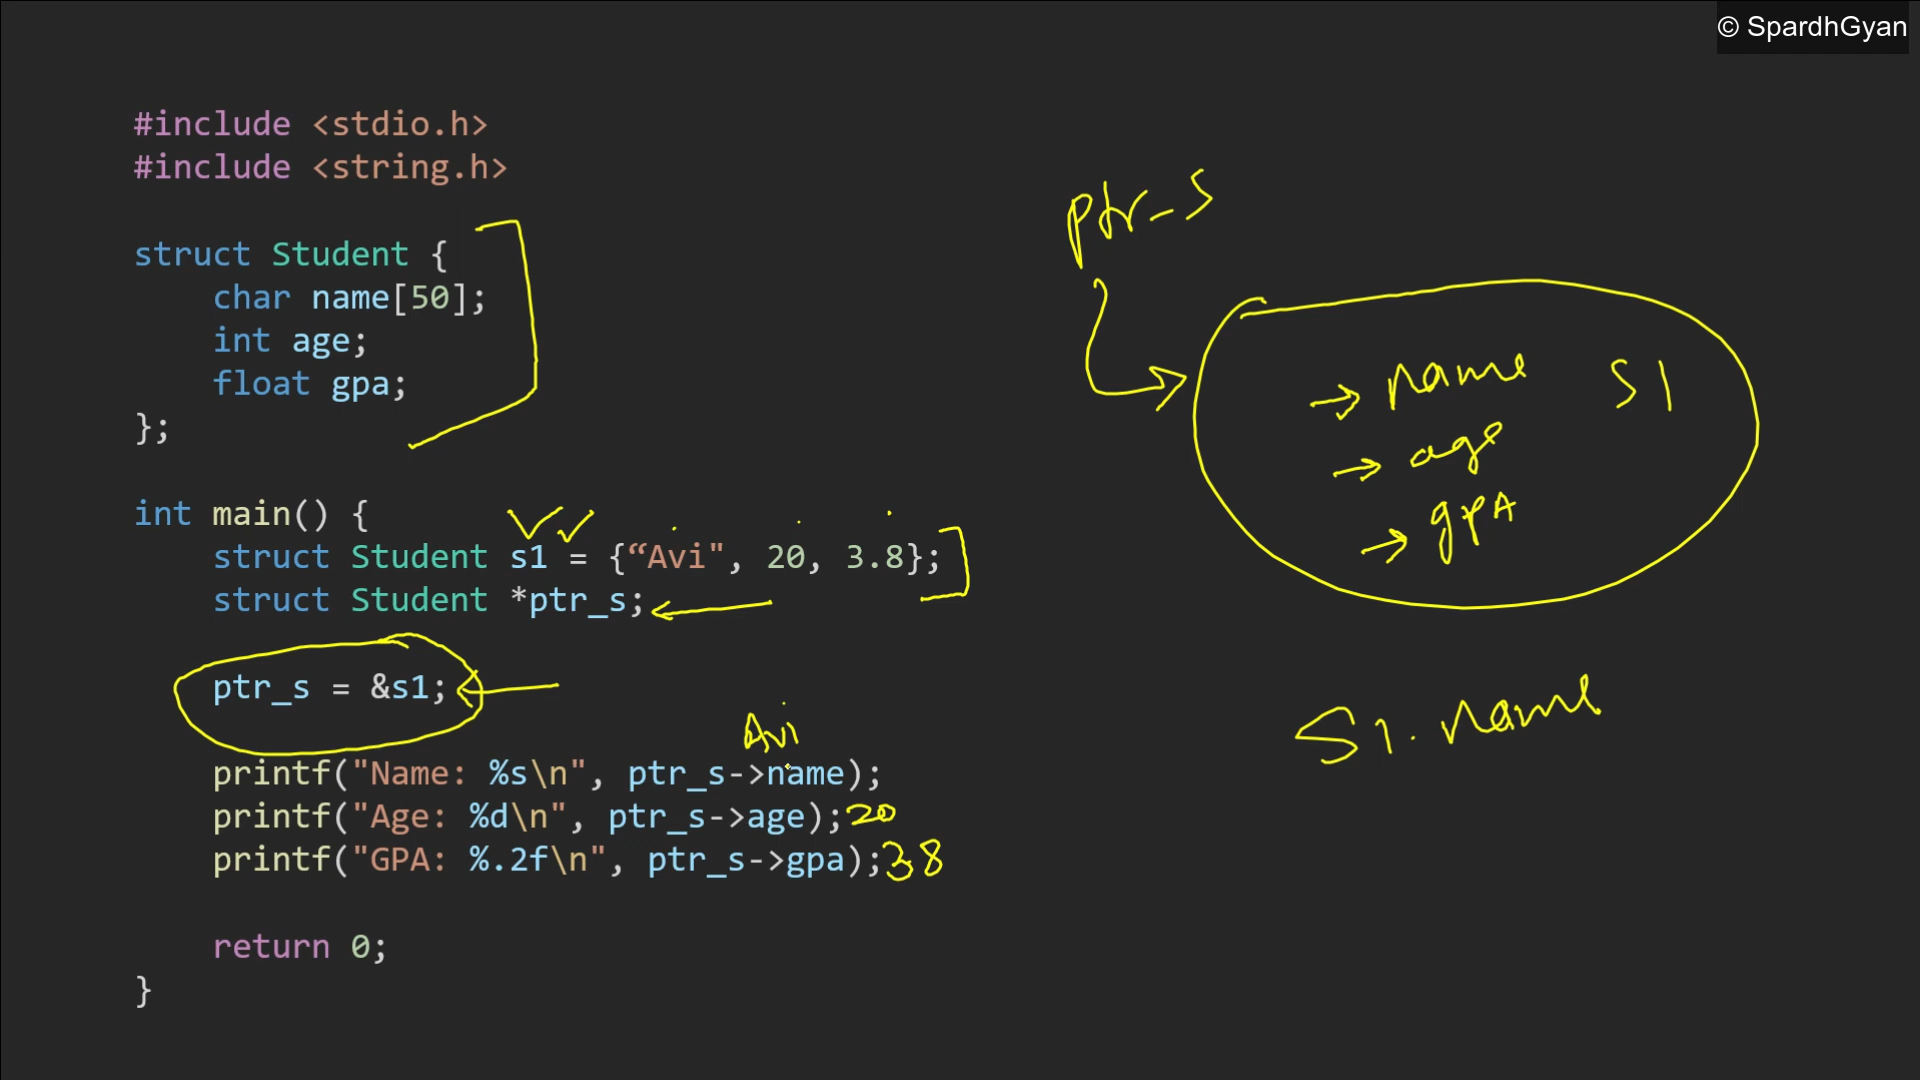 © SpardhGyan
#include <stdio.h>
#include <string.h>
struct Student {
char name[50];
int age;
float gpa;
};
int main() {
struct Student s1 = {“Avi", 20, 3.8};
struct Student *ptr_s;
ptr_s = &s1;
Avi
printf("Name: %s\n", ptr_s->name);
printf("Age: %d\n", ptr_s->age); 20
printf("GPA: %.2f\n", ptr_s->gpa); 3.8
return 0;
}
ptr_s
→ name S1
→ age
→ gpA
S1.name